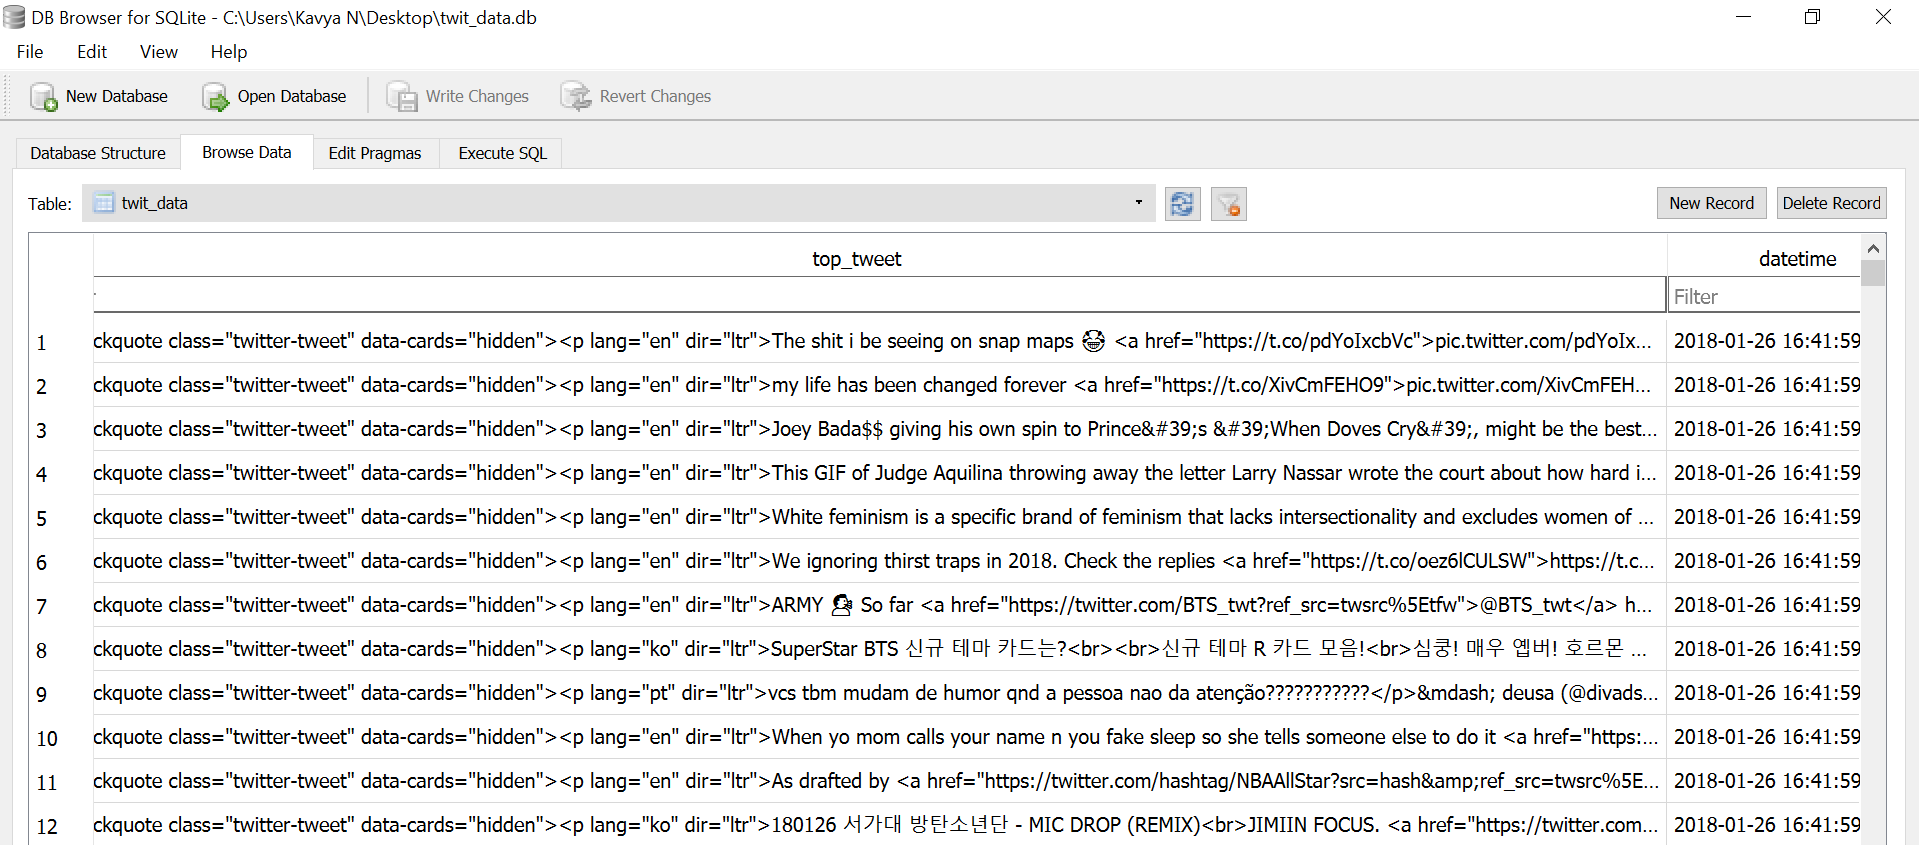 DB Browser for SQLite - C:\Users\Kavya N\Desktop\twit_data.db
File Edit View Help
New Database Open Database Write Changes Revert Changes
Database Structure Browse Data Edit Pragmas Execute SQL
Table: twit_data New Record Delete Record
top_tweet datetime
Filter
1 ckquote class="twitter-tweet" data-cards="hidden"><p lang="en" dir="ltr">The shit i be seeing on snap maps 🤩 <a href="https://t.co/pdYoIxcbVc">pic.twitter.com/pdYoIx... 2018-01-26 16:41:59
2 ckquote class="twitter-tweet" data-cards="hidden"><p lang="en" dir="ltr">my life has been changed forever <a href="https://t.co/XivCmFEHO9">pic.twitter.com/XivCmFEH... 2018-01-26 16:41:59
3 ckquote class="twitter-tweet" data-cards="hidden"><p lang="en" dir="ltr">Joey Bada$$ giving his own spin to Prince&#39;s &#39;When Doves Cry&#39;, might be the best... 2018-01-26 16:41:59
4 ckquote class="twitter-tweet" data-cards="hidden"><p lang="en" dir="ltr">This GIF of Judge Aquilina throwing away the letter Larry Nassar wrote the court about how hard i... 2018-01-26 16:41:59
5 ckquote class="twitter-tweet" data-cards="hidden"><p lang="en" dir="ltr">White feminism is a specific brand of feminism that lacks intersectionality and excludes women of ... 2018-01-26 16:41:59
6 ckquote class="twitter-tweet" data-cards="hidden"><p lang="en" dir="ltr">We ignoring thirst traps in 2018. Check the replies <a href="https://t.co/oez6lCULSW">https://t.c... 2018-01-26 16:41:59
7 ckquote class="twitter-tweet" data-cards="hidden"><p lang="en" dir="ltr">ARMY So far <a href="https://twitter.com/BTS_twt?ref_src=twsrc%5Etfw">@BTS_twt</a> h... 2018-01-26 16:41:59
8 ckquote class="twitter-tweet" data-cards="hidden"><p lang="ko" dir="ltr">SuperStar BTS 신규 테마 카드는?<br><br>신규 테마 R 카드 모음!<br>심쿵! 매우 옙버! 호르몬 ... 2018-01-26 16:41:59
9 ckquote class="twitter-tweet" data-cards="hidden"><p lang="pt" dir="ltr">vcs tbm mudam de humor qnd a pessoa nao da atenção???????????</p>&mdash; deusa (@divads... 2018-01-26 16:41:59
10 ckquote class="twitter-tweet" data-cards="hidden"><p lang="en" dir="ltr">When yo mom calls your name n you fake sleep so she tells someone else to do it <a href="https:... 2018-01-26 16:41:59
11 ckquote class="twitter-tweet" data-cards="hidden"><p lang="en" dir="ltr">As drafted by <a href="https://twitter.com/hashtag/NBAAllStar?src=hash&amp;ref_src=twsrc%5E... 2018-01-26 16:41:59
12 ckquote class="twitter-tweet" data-cards="hidden"><p lang="ko" dir="ltr">180126 서가대 방탄소년단 - MIC DROP (REMIX)<br>JIMIIN FOCUS. <a href="https://twitter.com... 2018-01-26 16:41:59